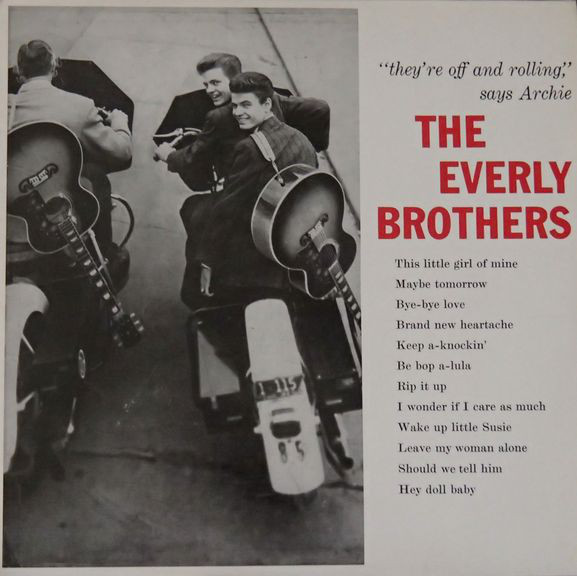 “they’re off and rolling,”
says Archie
THE
EVERLY
BROTHERS
This little girl of mine
Maybe tomorrow
Bye-bye love
Brand new heartache
Keep a-knockin’
Be bop a-lula
Rip it up
I wonder if I care as much
Wake up little Susie
Leave my woman alone
Should we tell him
Hey doll baby